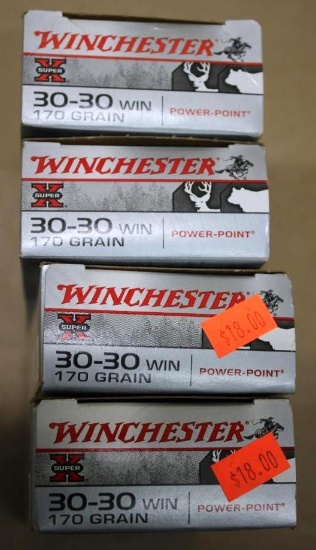 WINCHESTER
X
SUPER
30-30 WIN
170 GRAIN
POWER-POINT®
WINCHESTER
X
SUPER
30-30 WIN
170 GRAIN
POWER-POINT®
WINCHESTER
X
SUPER
$18.00
30-30 WIN
170 GRAIN
POWER-POINT®
WINCHESTER
X
SUPER
$18.00
30-30 WIN
170 GRAIN
POWER-POINT®